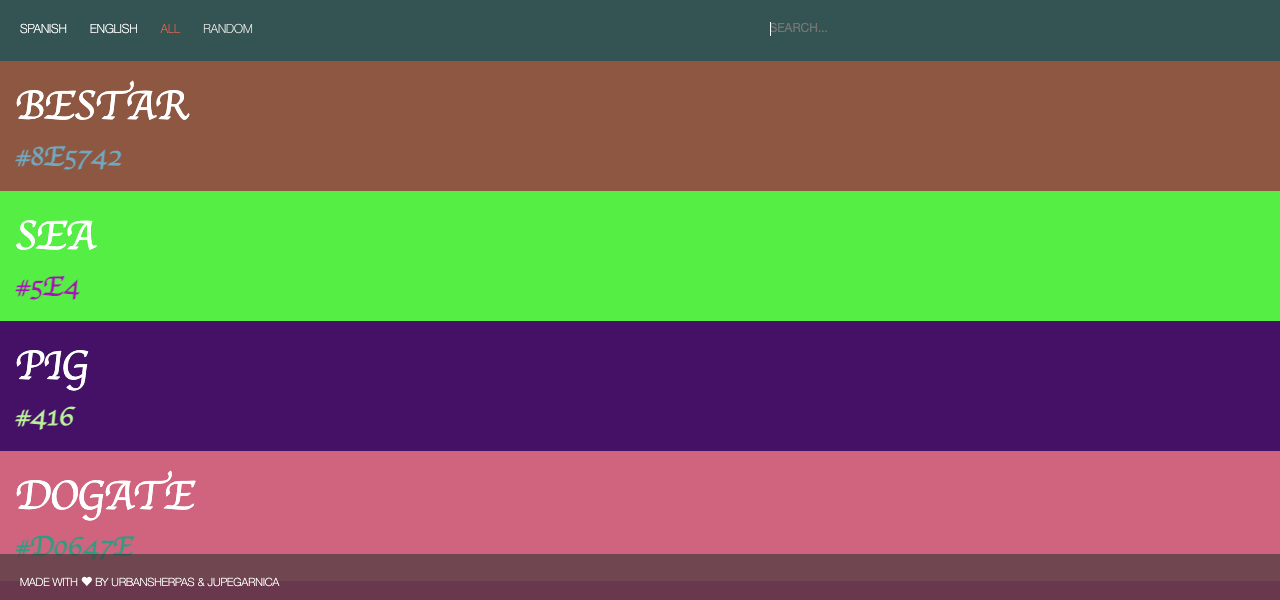 SPANISH ENGLISH ALL RANDOM SEARCH...
BESTAR
#8E5742
SEA
#5E4
PIG
#416
DOGATE
#D0647E
MADE WITH ♥ BY URBANSHERPAS & JUPEGARNICA